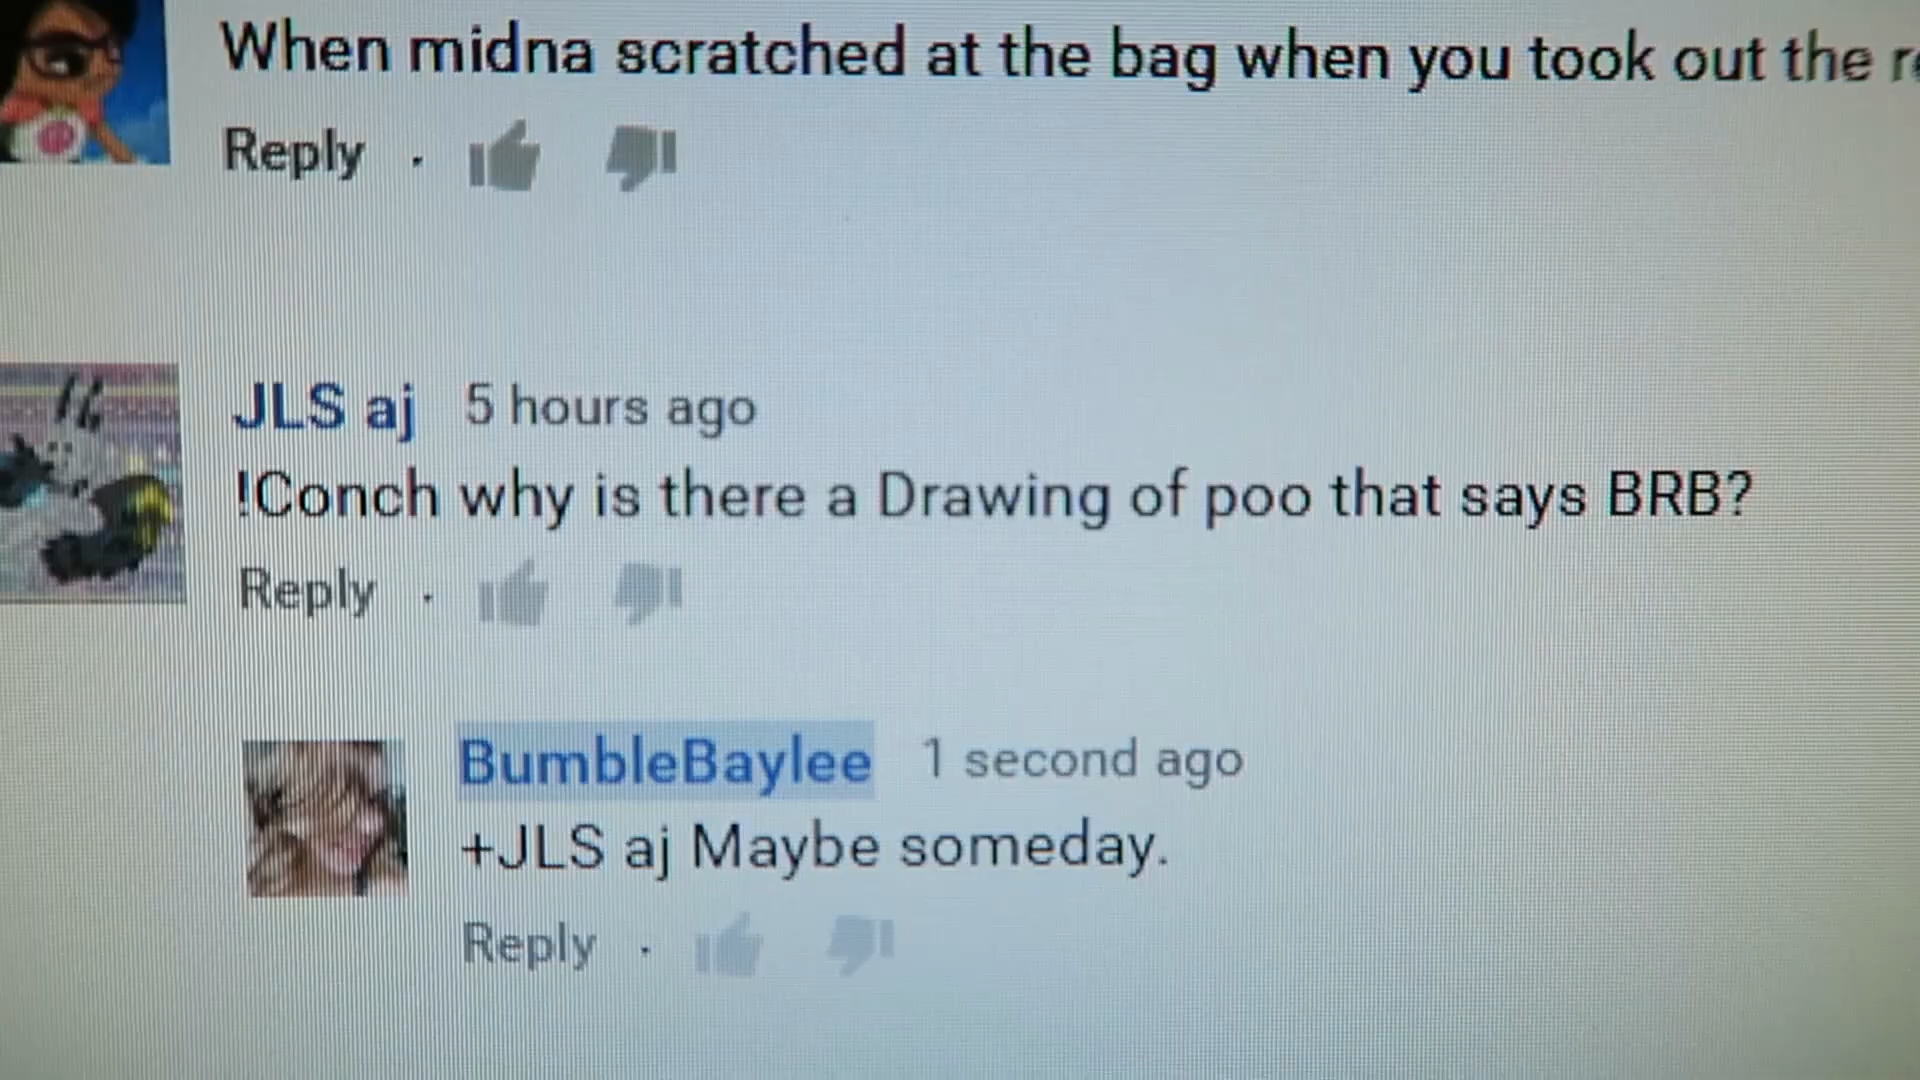 When midna scratched at the bag when you took out the
Reply ·
JLS aj 5 hours ago
!Conch why is there a Drawing of poo that says BRB?
Reply ·
BumbleBaylee 1 second ago
+JLS aj Maybe someday.
Reply ·